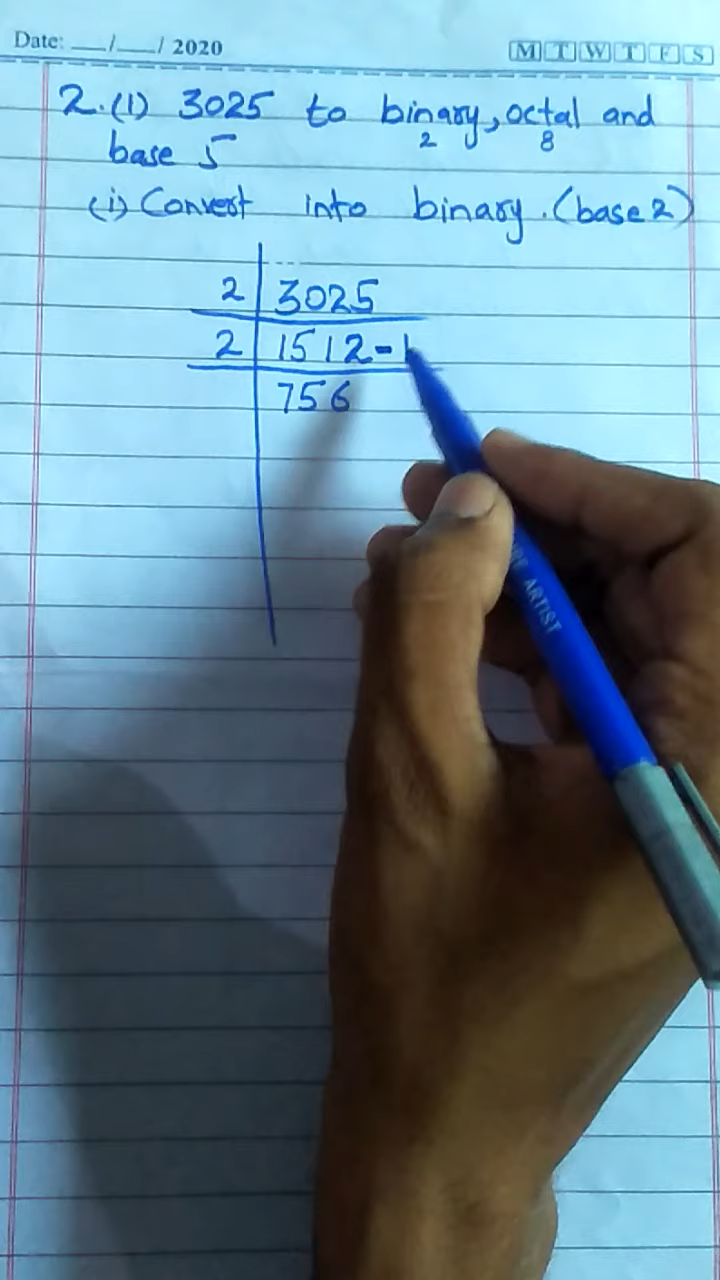 Date: __/__/ 2020
M T W T F S
2.(1) 3025 to binary, octal and
2 8
base 5
(i) Convert into binary. (base 2)
2 3025
2 1512-1
756
ARTIST